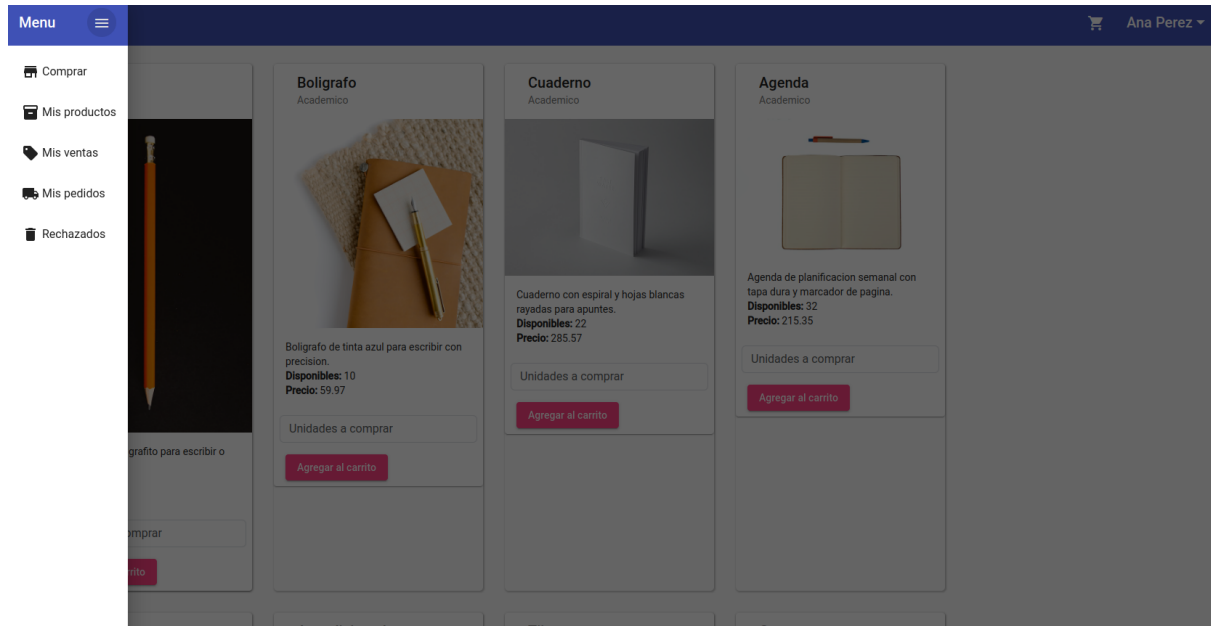 Menu
Ana Perez
Comprar
Mis productos
Mis ventas
Mis pedidos
Rechazados
grafito para escribir o
omprar
rrito
Boligrafo
Academico
Boligrafo de tinta azul para escribir con
precision.
Disponibles: 10
Precio: 59.97
Unidades a comprar
Agregar al carrito
Cuaderno
Academico
Cuaderno con espiral y hojas blancas
rayadas para apuntes.
Disponibles: 22
Precio: 285.57
Unidades a comprar
Agregar al carrito
Agenda
Academico
Agenda de planificacion semanal con
tapa dura y marcador de pagina.
Disponibles: 32
Precio: 215.35
Unidades a comprar
Agregar al carrito